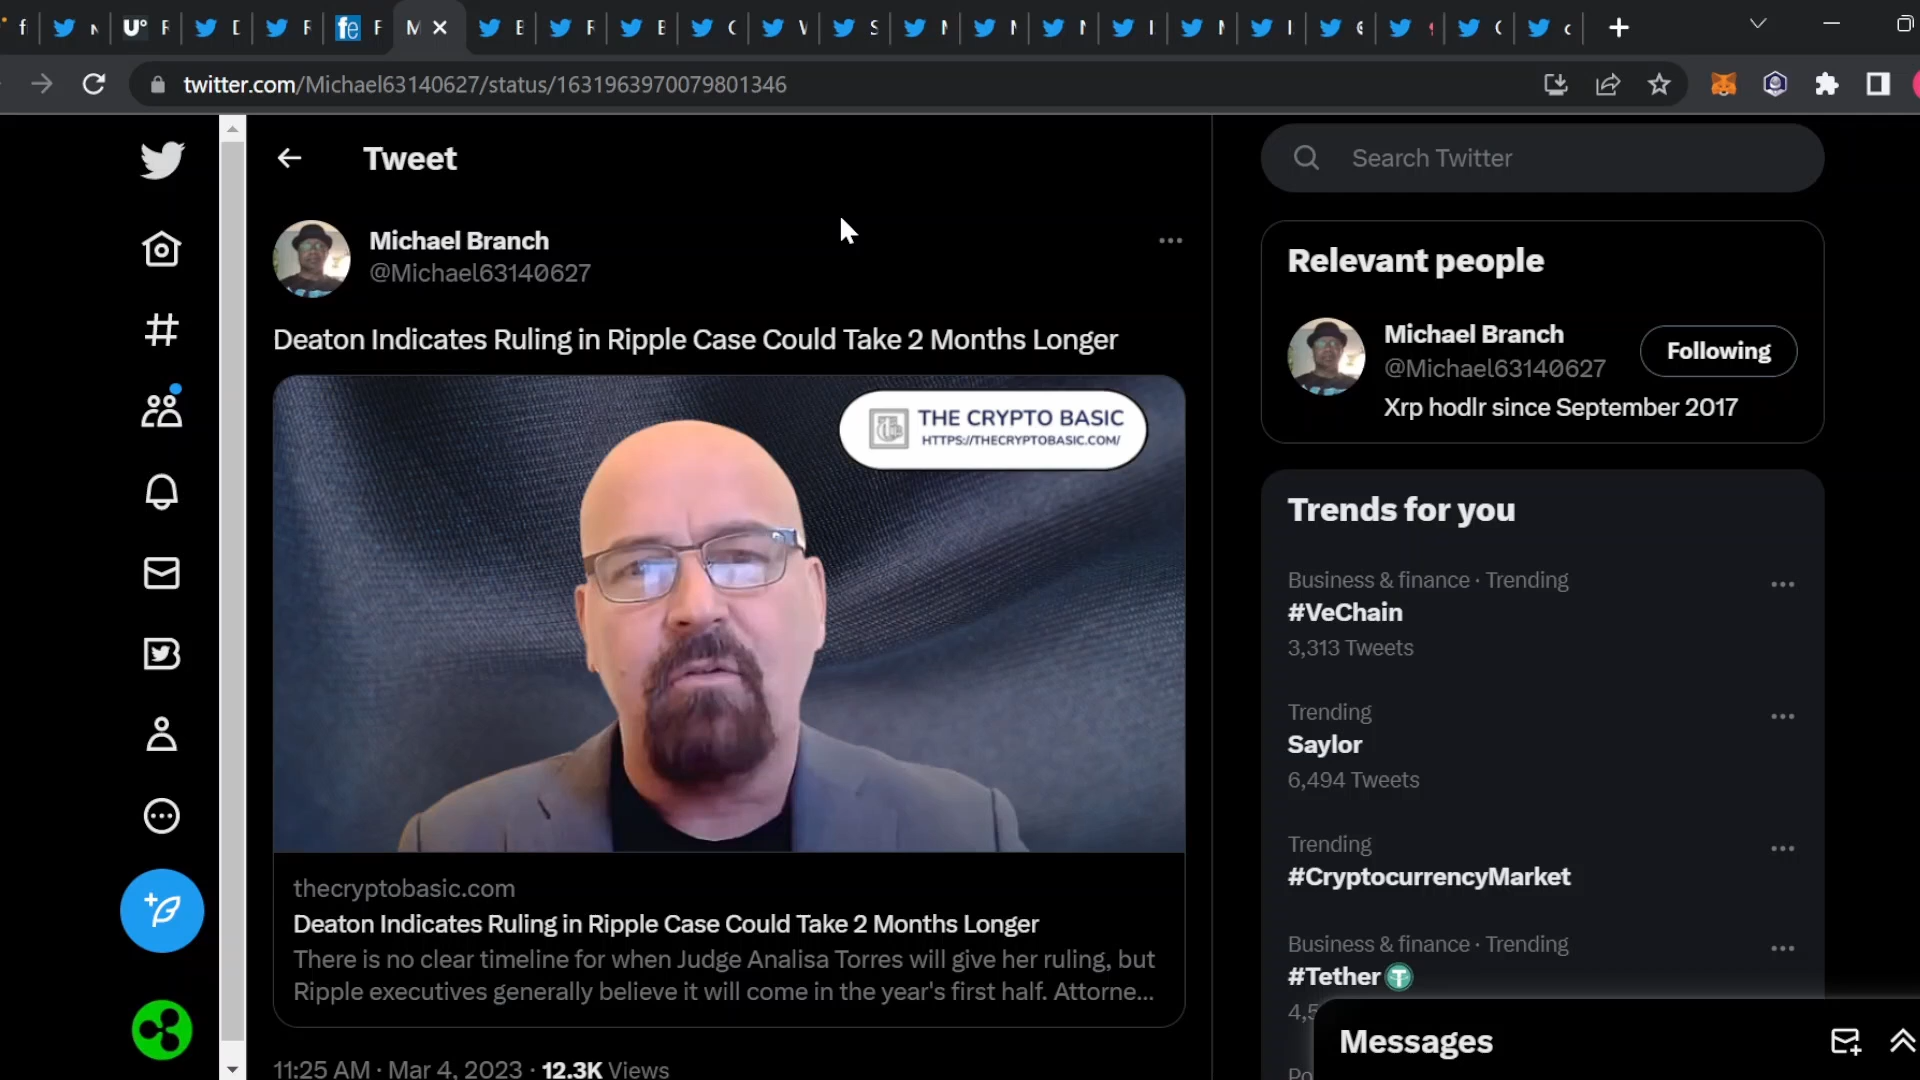 twitter.com/Michael63140627/status/1631963970079801346
Tweet
Search Twitter
Michael Branch
@Michael63140627
Deaton Indicates Ruling in Ripple Case Could Take 2 Months Longer
THE CRYPTO BASIC
HTTPS://THECRYPTOBASIC.COM/
thecryptobasic.com
Deaton Indicates Ruling in Ripple Case Could Take 2 Months Longer
There is no clear timeline for when Judge Analisa Torres will give her ruling, but
Ripple executives generally believe it will come in the year's first half. Attorne...
11:25 AM · Mar 4, 2023 · 12.3K Views
Relevant people
Michael Branch
@Michael63140627
Following
Xrp hodlr since September 2017
Trends for you
Business & finance · Trending
#VeChain
3,313 Tweets
Trending
Saylor
6,494 Tweets
Trending
#CryptocurrencyMarket
Business & finance · Trending
#Tether
Messages